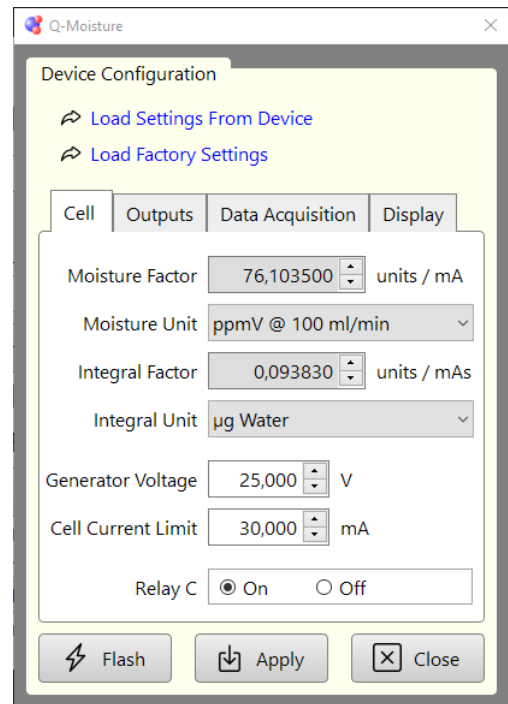 Q-Moisture
Device Configuration
Load Settings From Device
Load Factory Settings
Cell Outputs Data Acquisition Display
Moisture Factor 76,103500 units / mA
Moisture Unit ppmV @ 100 ml/min
Integral Factor 0,093830 units / mAs
Integral Unit µg Water
Generator Voltage 25,000 V
Cell Current Limit 30,000 mA
Relay C On Off
Flash Apply Close